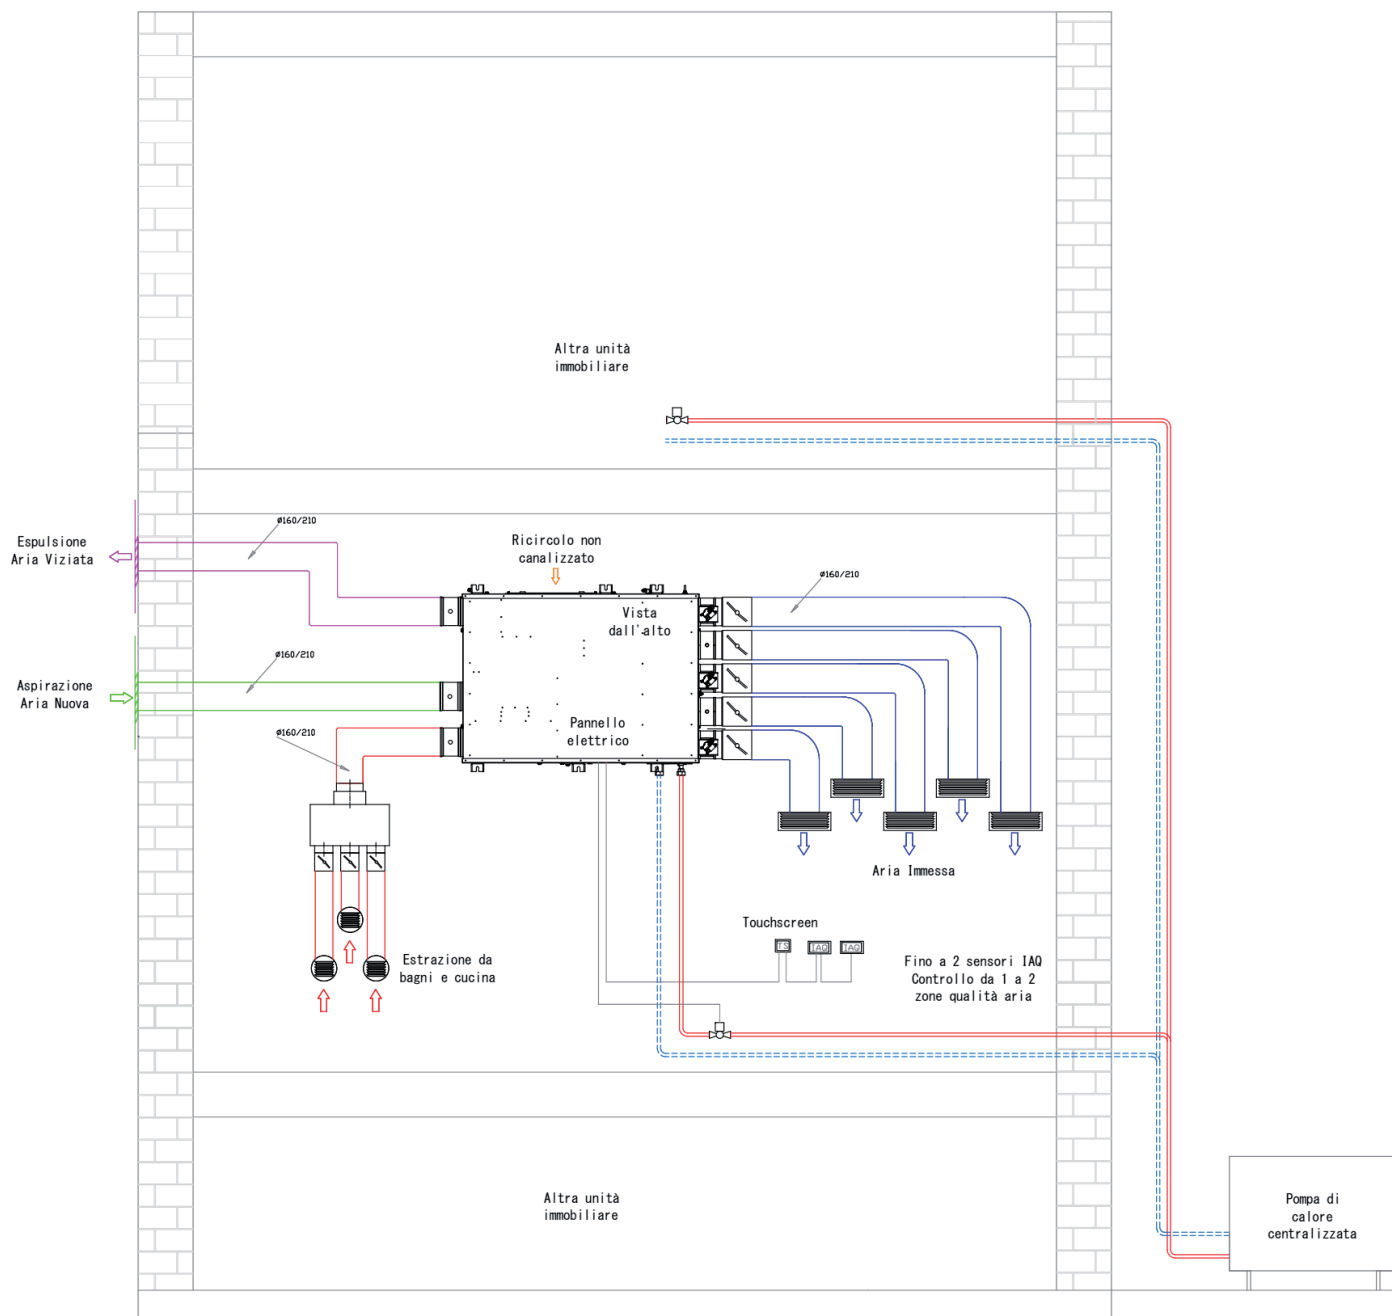 Altra unità
immobiliare
ø160/210
Espulsione
Aria Viziata
Ricircolo non
canalizzato
ø160/210
Vista
dall'alto
ø160/210
Aspirazione
Aria Nuova
ø160/210
Pannello
elettrico
Aria Immessa
Touchscreen
TS
IAQ
IAQ
Estrazione da
bagni e cucina
Fino a 2 sensori IAQ
Controllo da 1 a 2
zone qualità aria
Altra unità
immobiliare
Pompa di
calore
centralizzata